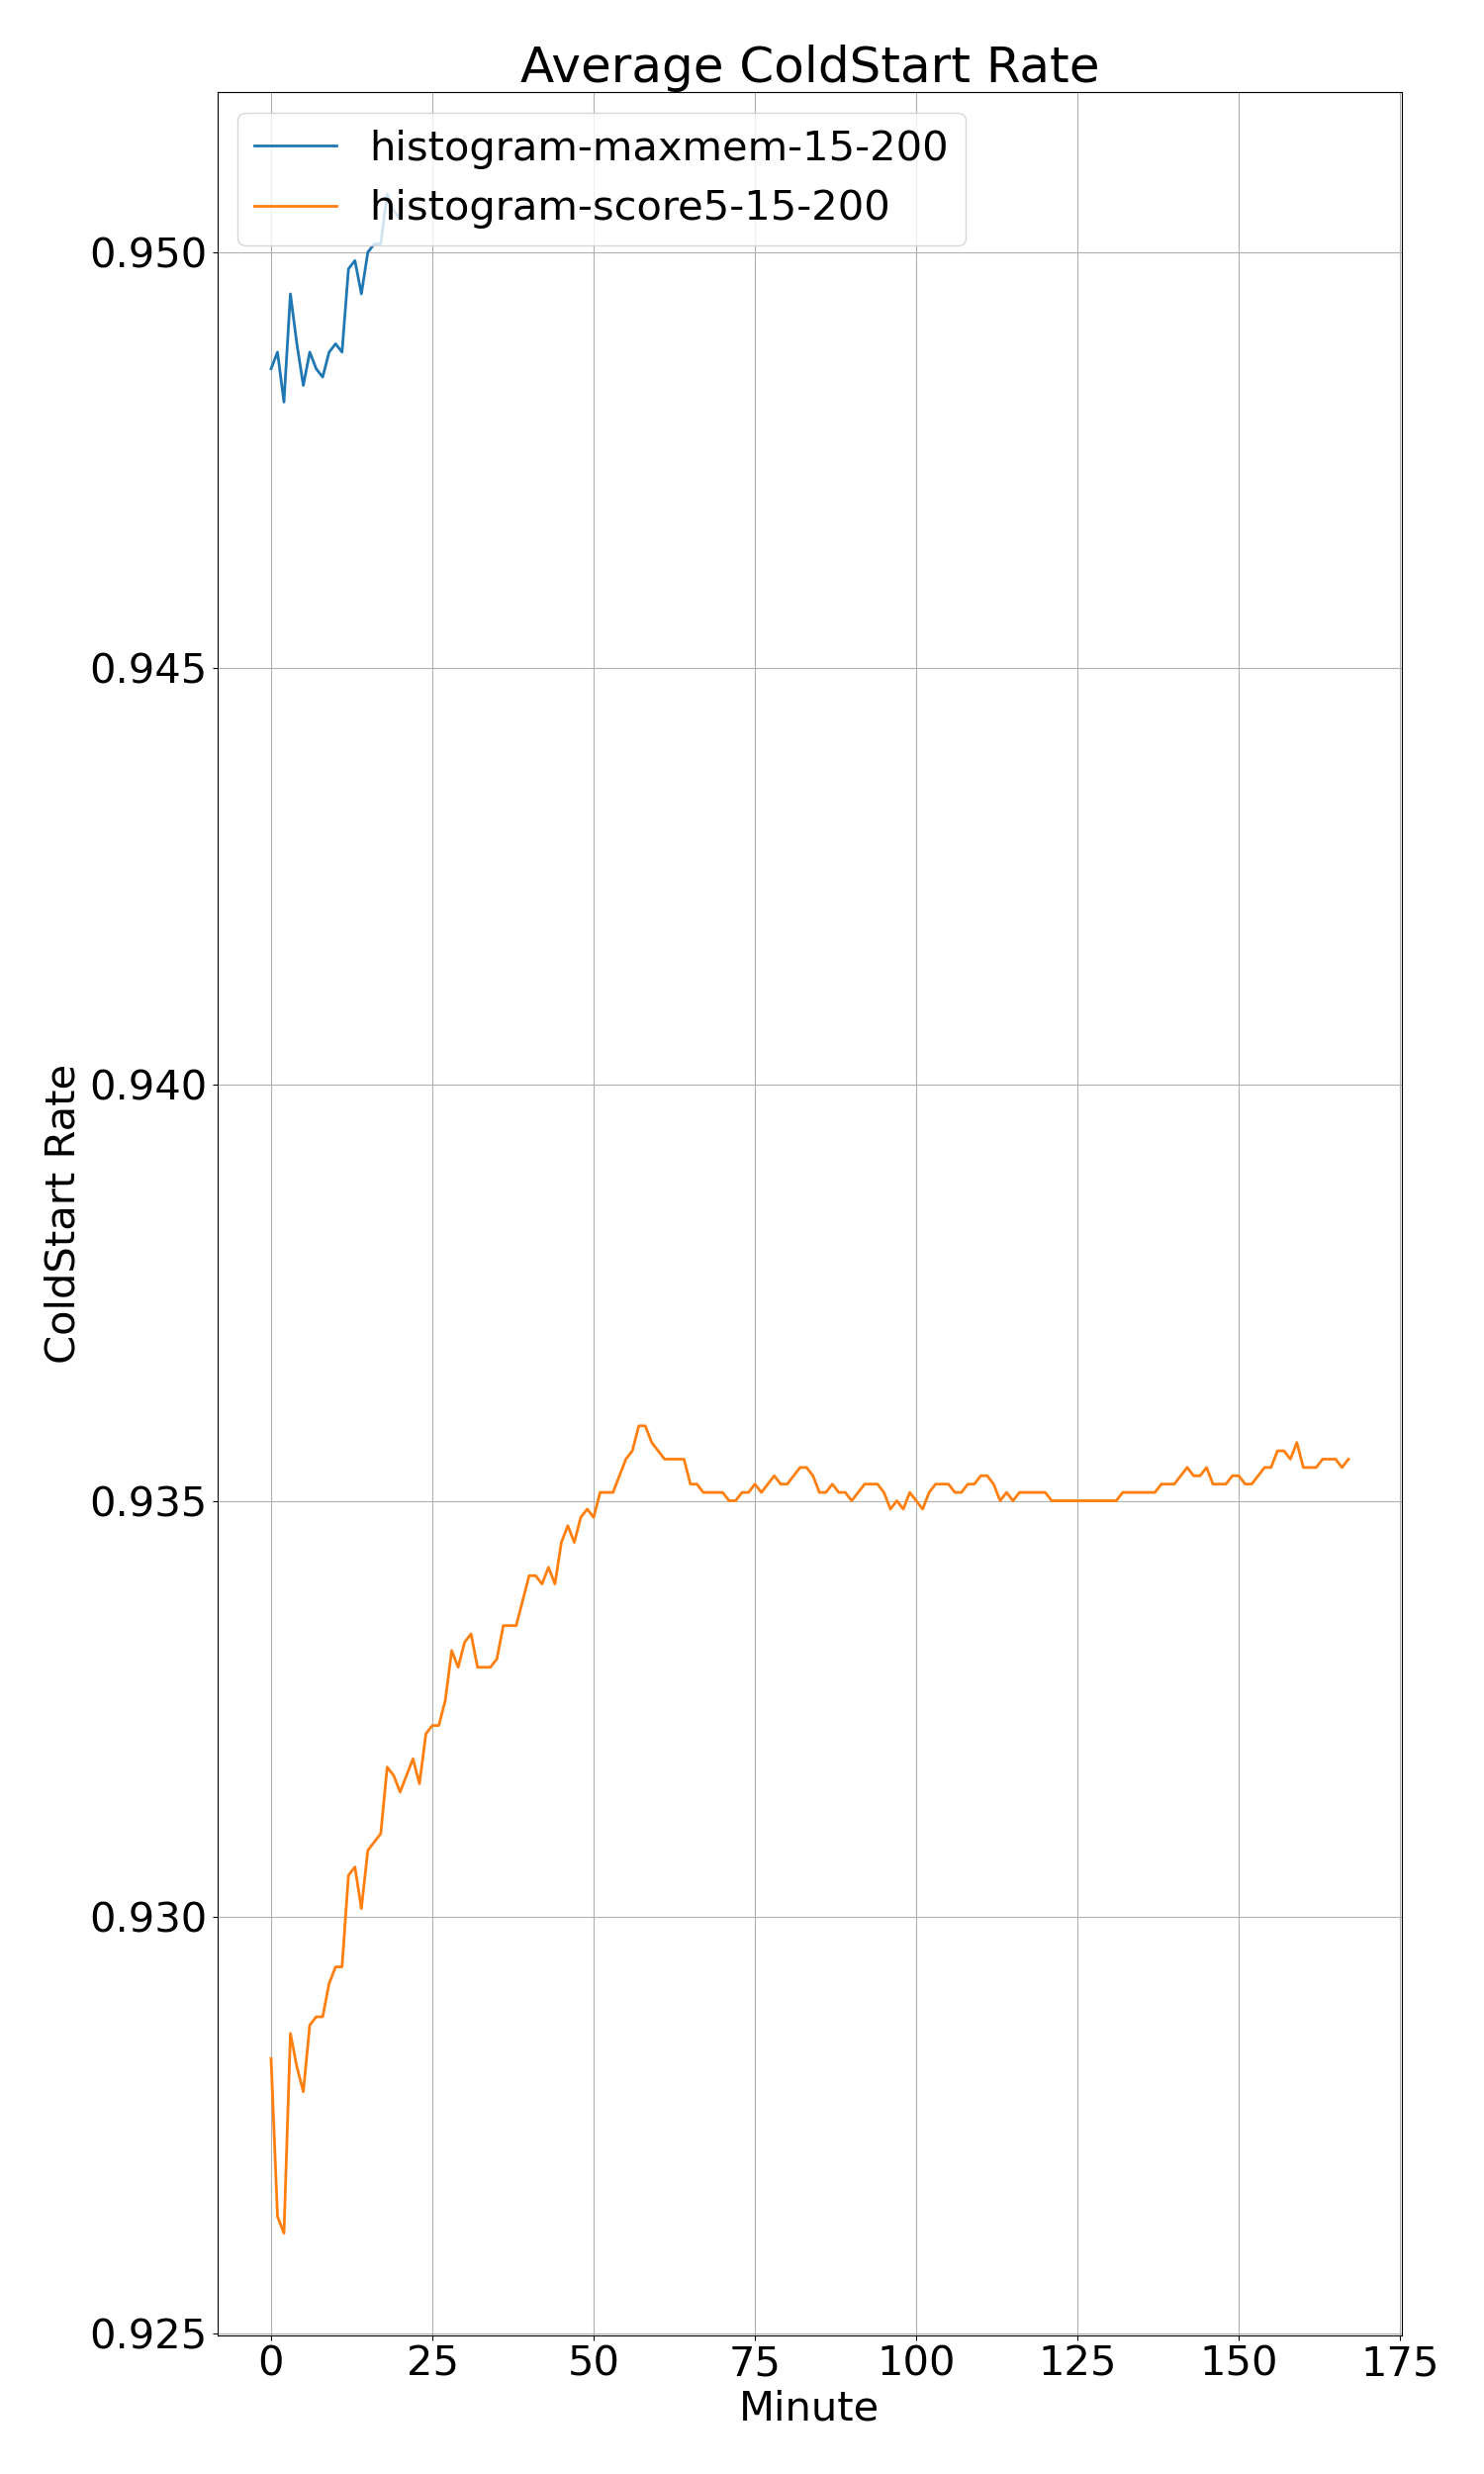 Average ColdStart Rate
histogram-maxmem-15-200
histogram-score5-15-200
0.950
0.945
0.940
0.935
0.930
0.925
ColdStart Rate
0 25 50 75 100 125 150 175
Minute